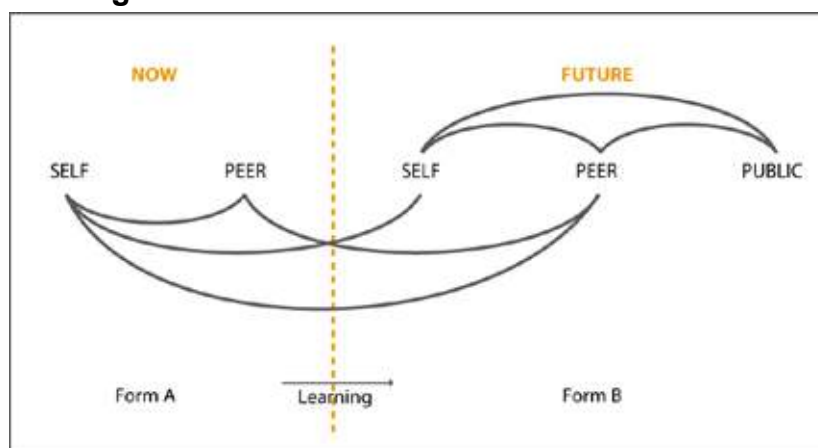 NOW FUTURE
SELF PEER SELF PEER PUBLIC
Form A Learning Form B